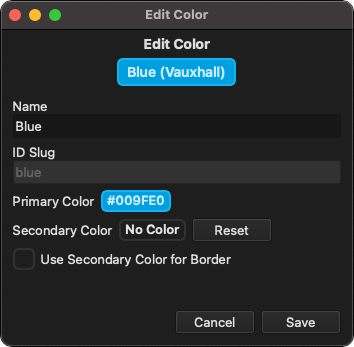 Edit Color
Edit Color
Blue (Vauxhall)
Name
Blue
ID Slug
blue
Primary Color #009FE0
Secondary Color No Color Reset
Use Secondary Color for Border
Cancel Save